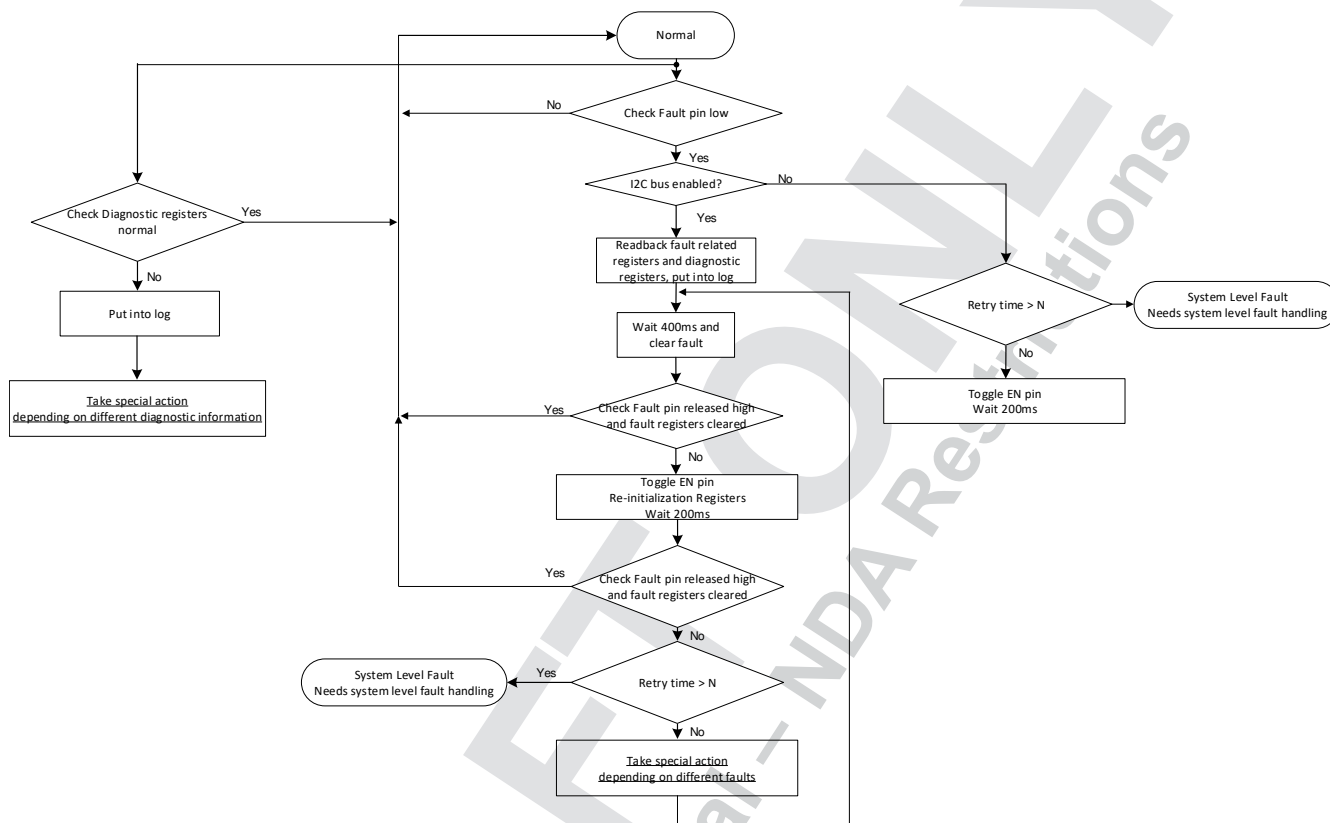 Normal
Check Fault pin low
No
Yes
I2C bus enabled?
No
Yes
Check Diagnostic registers
normal
Yes
No
Put into log
Take special action
depending on different diagnostic information
Readback fault related
registers and diagnostic
registers, put into log
Wait 400ms and
clear fault
Check Fault pin released high
and fault registers cleared
Yes
No
Toggle EN pin
Re-initialization Registers
Wait 200ms
Check Fault pin released high
and fault registers cleared
Yes
No
Retry time > N
Yes
System Level Fault
Needs system level fault handling
No
Take special action
depending on different faults
Retry time > N
System Level Fault
Needs system level fault handling
No
Toggle EN pin
Wait 200ms
ONLY
– NDA Restrictions